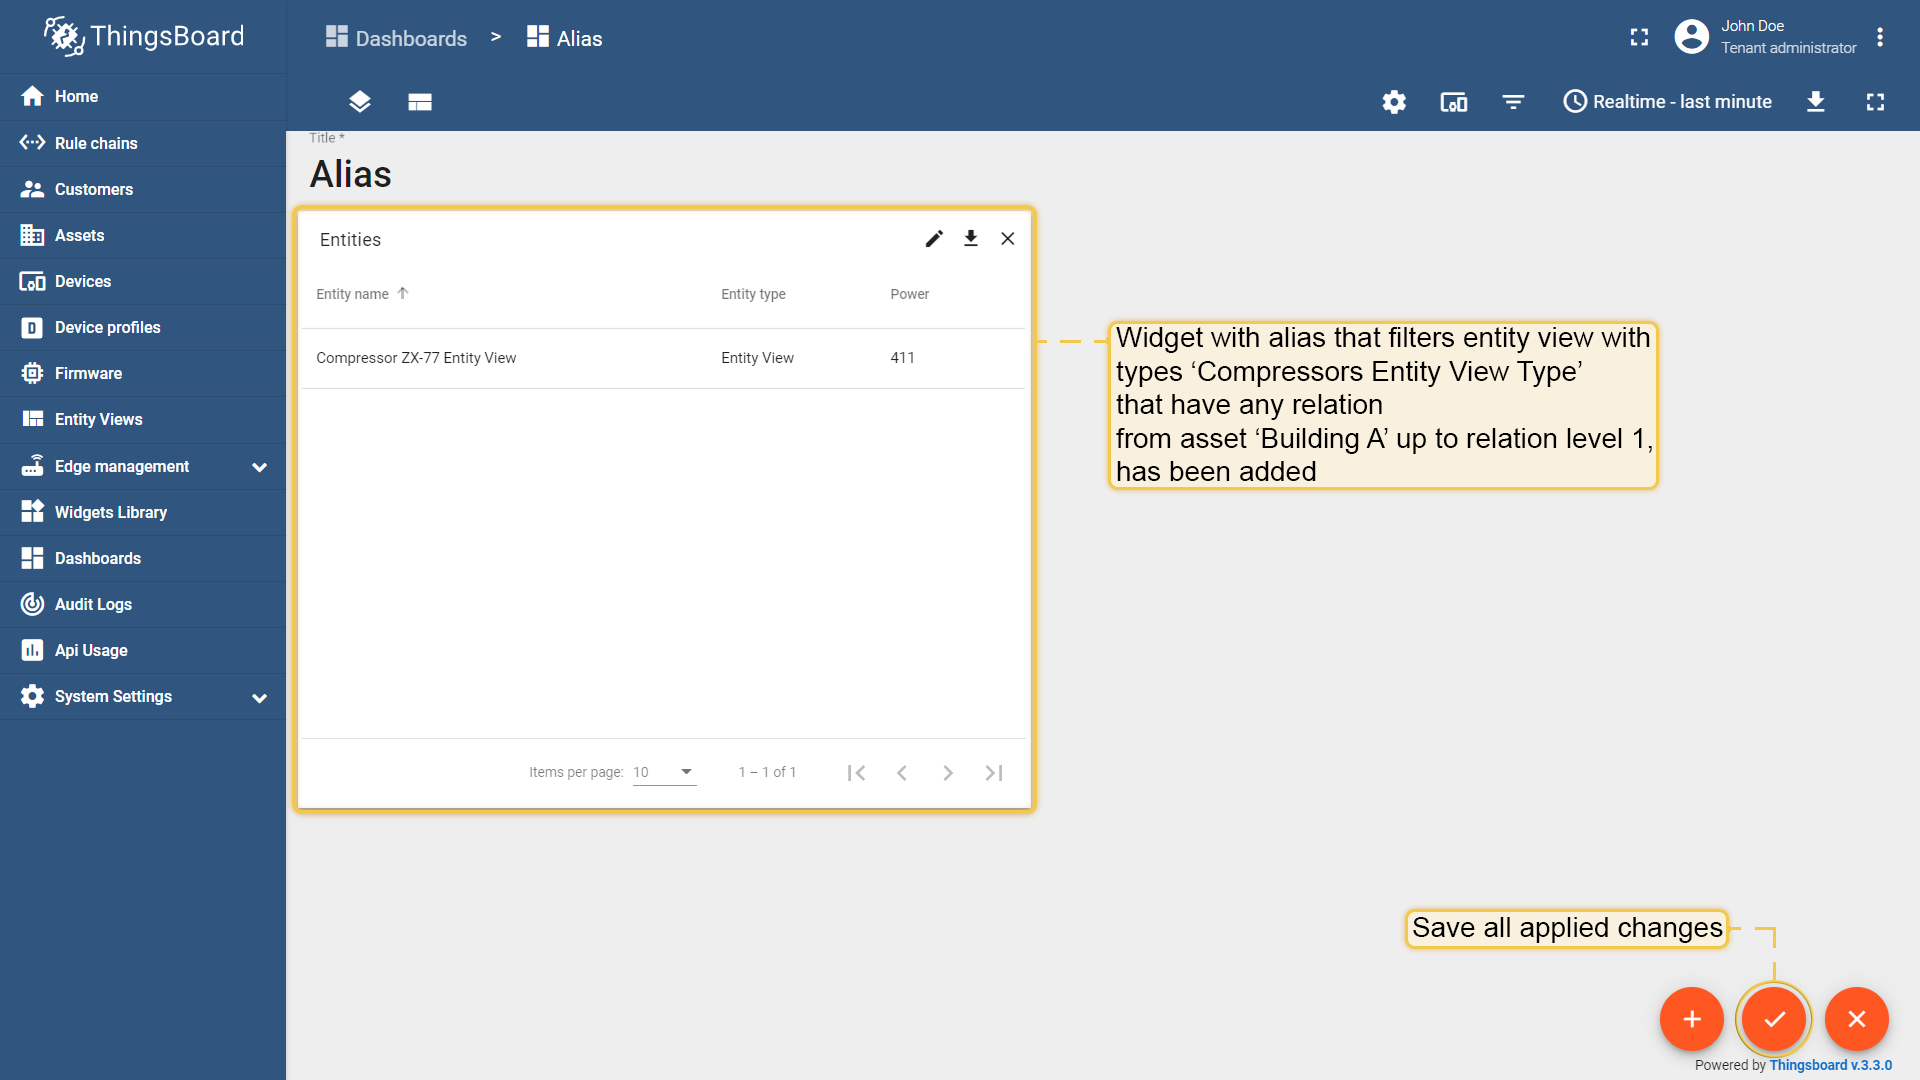 ThingsBoard
Dashboards > Alias
John Doe
Tenant administrator
Realtime - last minute
Home
Rule chains
Customers
Assets
Devices
Device profiles
Firmware
Entity Views
Edge management
Widgets Library
Dashboards
Audit Logs
Api Usage
System Settings
Title *
Alias
Entities
Entity name Entity type Power
Compressor ZX-77 Entity View Entity View 411
Items per page: 10 1 – 1 of 1
Widget with alias that filters entity view with
types ‘Compressors Entity View Type’
that have any relation
from asset ‘Building A’ up to relation level 1,
has been added
Save all applied changes
Powered by Thingsboard v.3.3.0